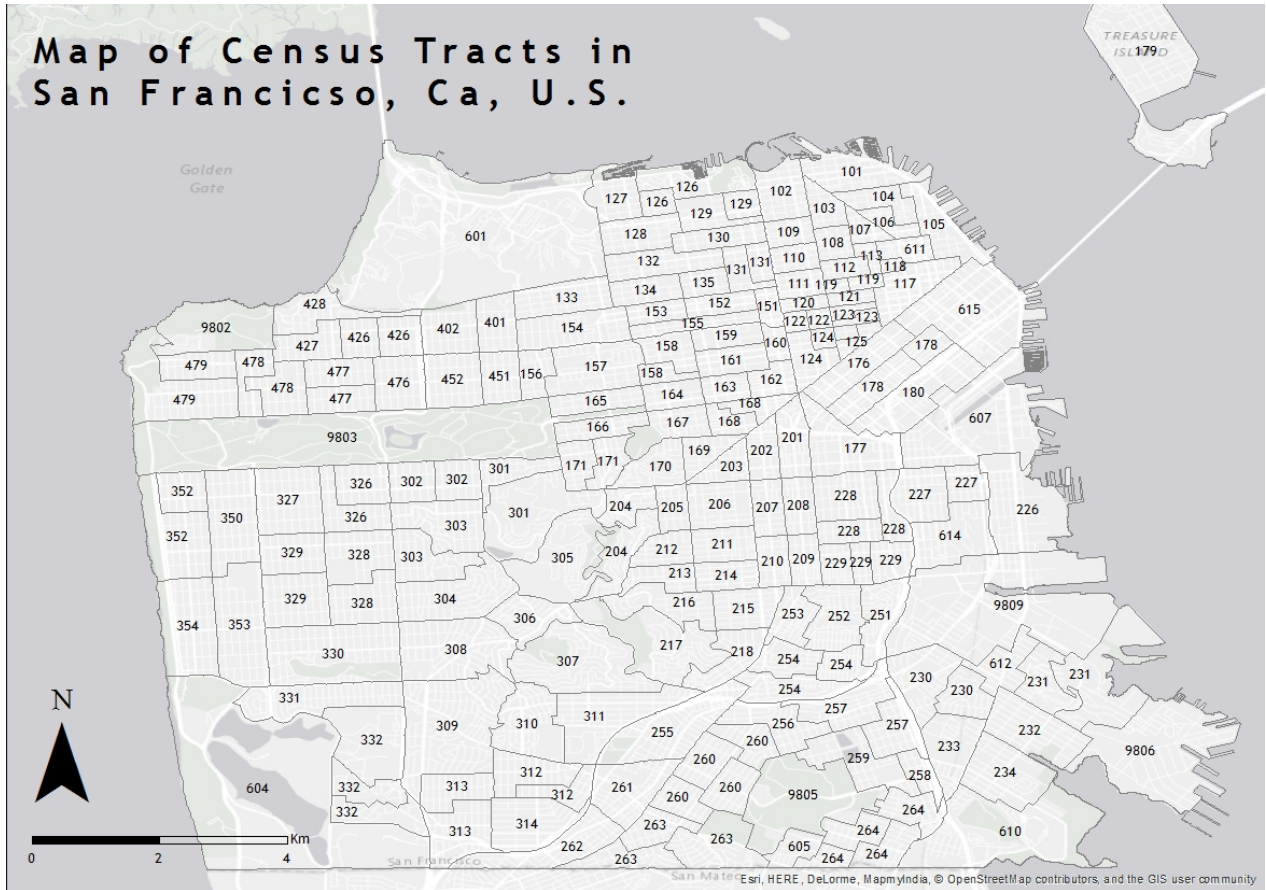 Map of Census Tracts in
San Francicso, Ca, U.S.
TREASURE
ISLAND
179
Golden
Gate
101
127 126 126 102 104
129 129 103 106 105
601 128 130 109 107
108 611
132 131 131 110 113
112 118
134 135 111 119 119 117
133 152 120 121
428 153 151 615
9802 426 426 402 401 154 155 122 122 123 123
427 158 159 160 124 125 178
479 478 477 157 161 124 176
478 476 452 451 156 158 162 178 180
479 477 165 164 163
168
9803 166 167 168 607
201
171 171 170 169 202 177
301 203
352 326 302 302 227 227
327 301 204 205 206 207 208 228 226
350 326 303
352 228 228 614
329 328 303 305 204 212 211 210 209 229 229 229
213 214
329 328 304 216 215 253 252 251 9809
354 353 306
330 308 307 217 218 254 254 612
230 230 231 231
N 331 254
309 310 311 257 257
332 255 256 232
260 233 9806
259
312 260 258 234
604 332 313 312 261 260 260 9805
332 264
313 314 263 263 264 610
262 605
263 264 264
Km
0 2 4
San Francisco
San Mateo
Esri, HERE, DeLorme, MapmyIndia, © OpenStreetMap contributors, and the GIS user community